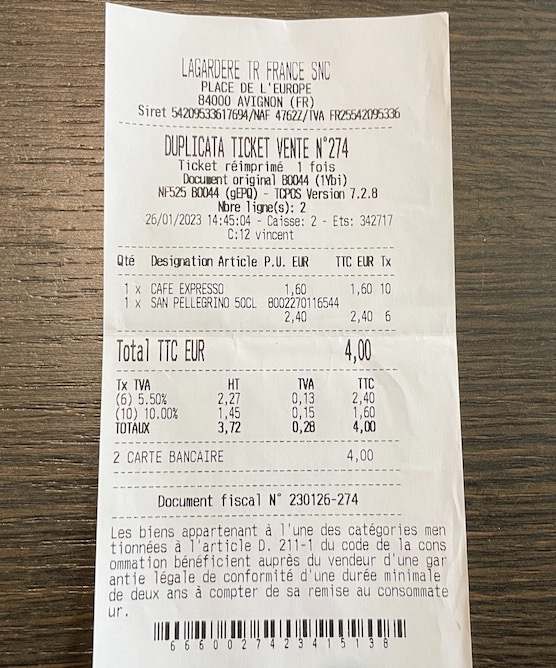 LAGARDERE TR FRANCE SNC
PLACE DE L'EUROPE
84000 AVIGNON (FR)
Siret 54209533617694/NAF 4762Z/TVA FR25542095336
DUPLICATA TICKET VENTE N°274
Ticket réimprimé 1 fois
Document original B0044 (1Ybi)
NF525 B0044 (gEPQ) - TCPOS Version 7.2.8
Nbre ligne(s): 2
26/01/2023 14:45:04 - Caisse: 2 - Ets: 342717
C:12 vincent
Qté Designation Article P.U. EUR TTC EUR Tx
1 x CAFE EXPRESSO 1,60 1,60 10
1 x SAN PELLEGRINO 50CL 8002270116544
2,40 2,40 6
Total TTC EUR 4,00
Tx TVA HT TVA TTC
(6) 5.50% 2,27 0,13 2,40
(10) 10.00% 1,45 0,15 1,60
TOTAUX 3,72 0,28 4,00
2 CARTE BANCAIRE 4,00
Document fiscal N° 230126-274
Les biens appartenant à l'une des catégories men
tionnées à l'article D. 211-1 du code de la cons
ommation bénéficient auprès du vendeur d'une gar
antie légale de conformité d'une durée minimale
de deux ans à compter de sa remise au consommate
ur.
6660027423415138